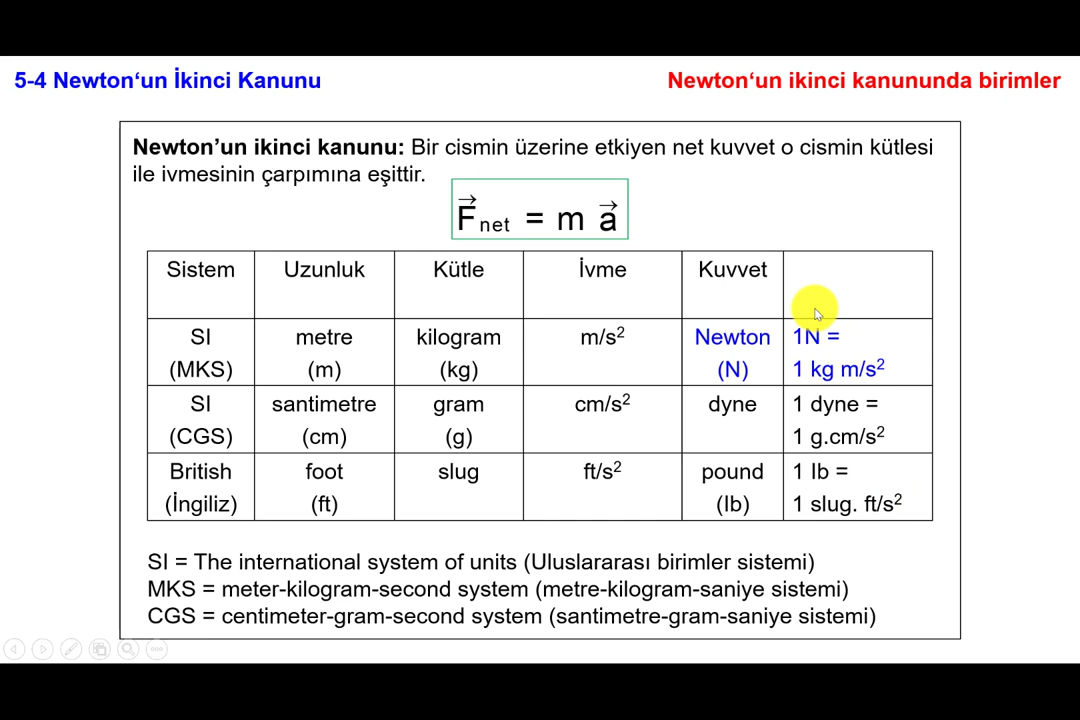 5-4 Newton‘un İkinci Kanunu
Newton‘un ikinci kanununda birimler
Newton’un ikinci kanunu: Bir cismin üzerine etkiyen net kuvvet o cismin kütlesi
ile ivmesinin çarpımına eşittir.
F⃗net = m a⃗
Sistem Uzunluk Kütle İvme Kuvvet
SI metre kilogram m/s² Newton 1N =
(MKS) (m) (kg) (N) 1 kg m/s²
SI santimetre gram cm/s² dyne 1 dyne =
(CGS) (cm) (g) 1 g.cm/s²
British foot slug ft/s² pound 1 lb =
(İngiliz) (ft) (lb) 1 slug. ft/s²
SI = The international system of units (Uluslararası birimler sistemi)
MKS = meter-kilogram-second system (metre-kilogram-saniye sistemi)
CGS = centimeter-gram-second system (santimetre-gram-saniye sistemi)